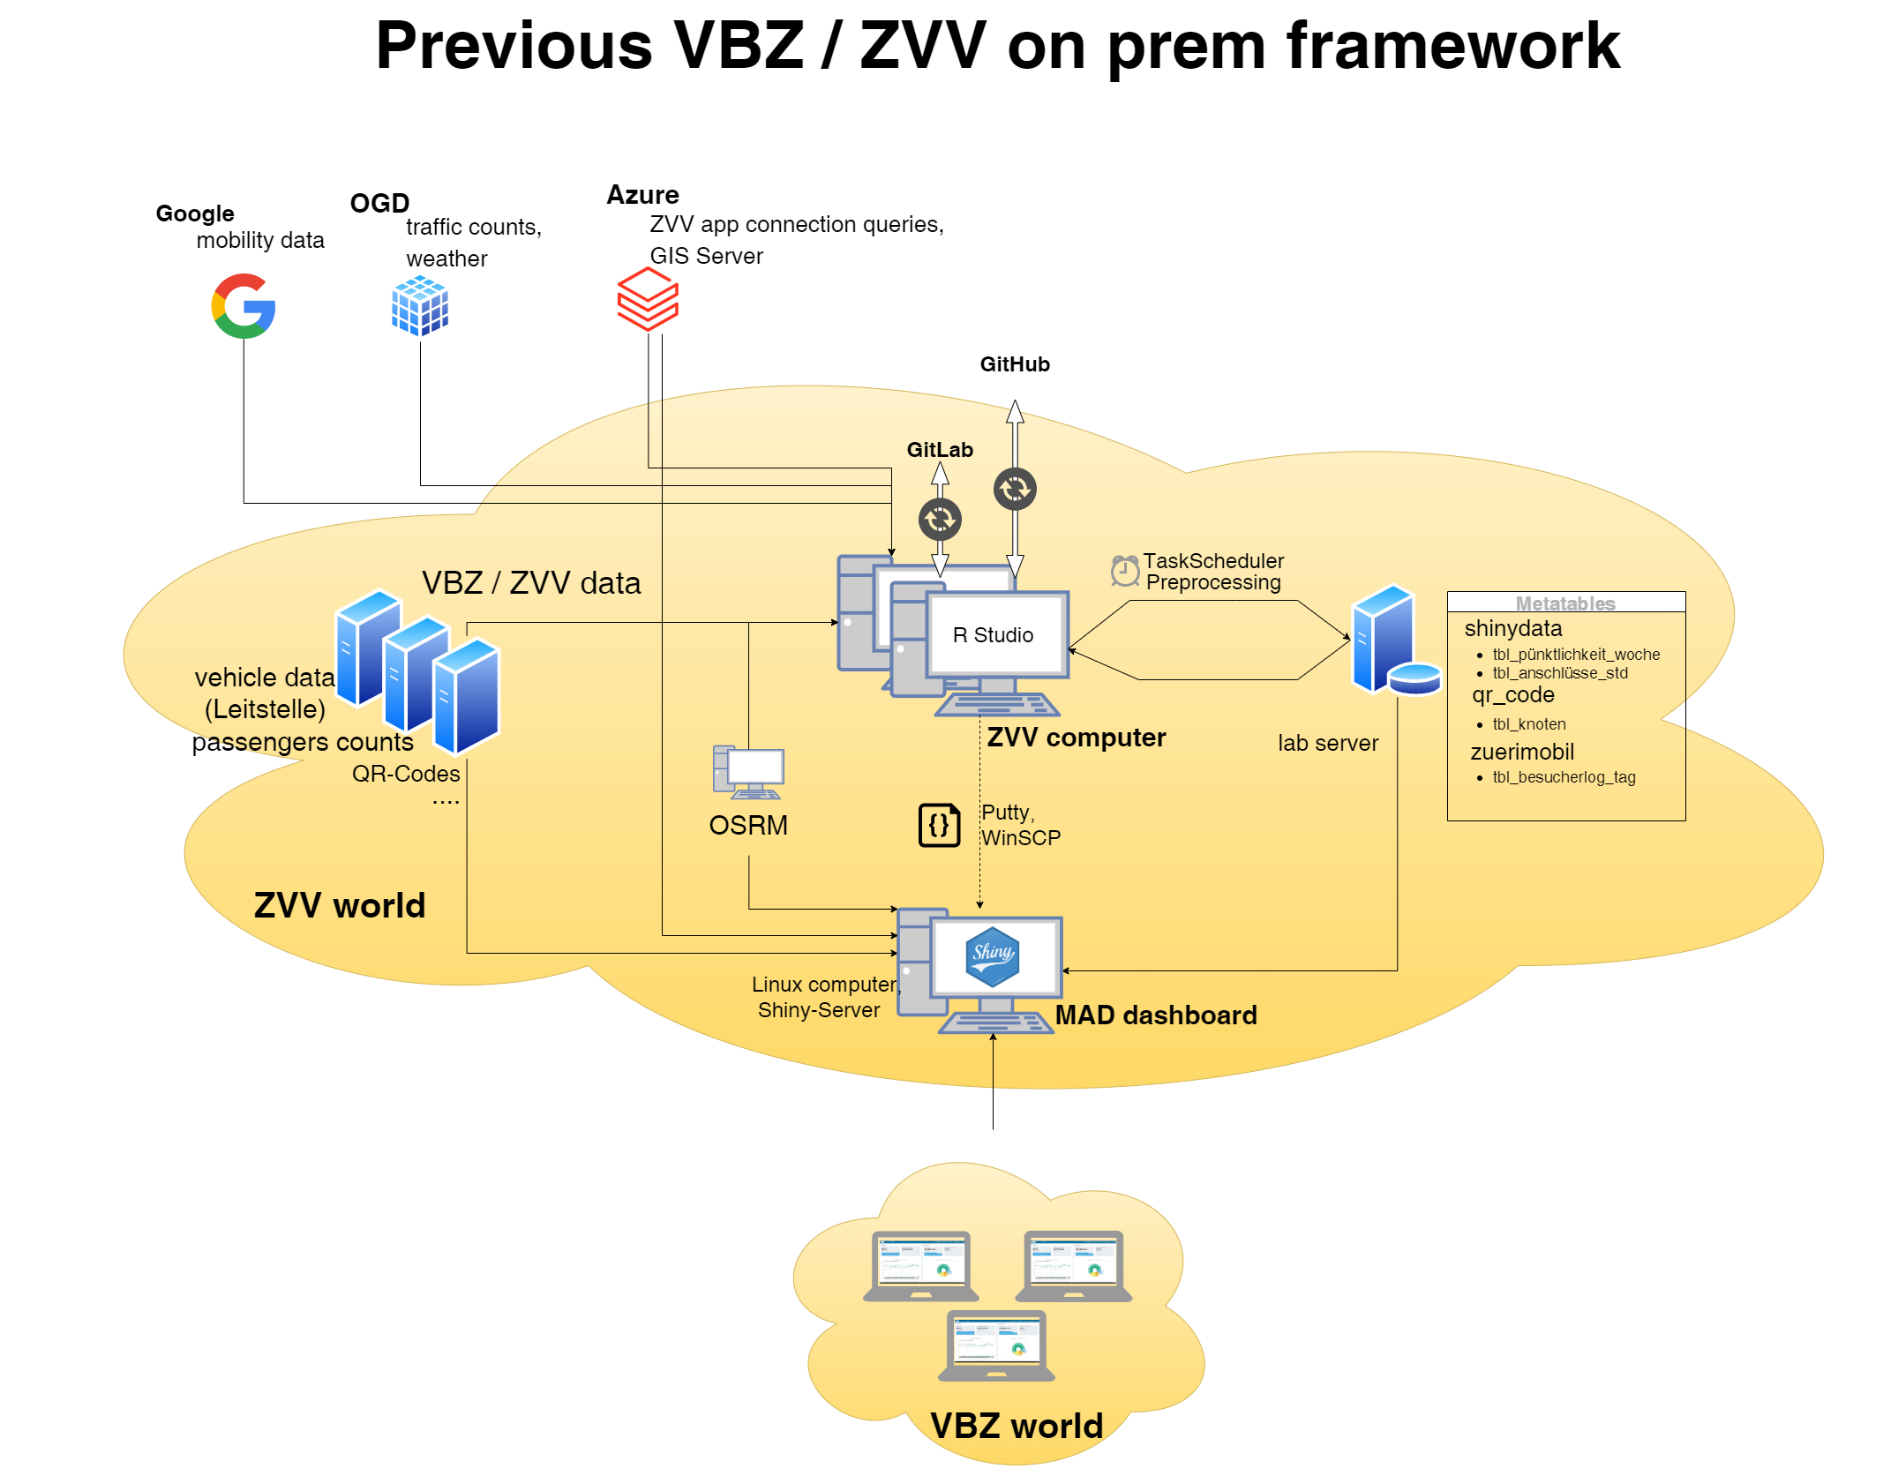 Previous VBZ / ZVV on prem framework
Google
mobility data
OGD
traffic counts,
weather
Azure
ZVV app connection queries,
GIS Server
GitHub
GitLab
VBZ / ZVV data
TaskScheduler
Preprocessing
R Studio
Metatables
shinydata
• tbl_pünktlichkeit_woche
• tbl_anschlüsse_std
qr_code
• tbl_knoten
zuerimobil
• tbl_besucherlog_tag
vehicle data
(Leitstelle)
passengers counts
QR-Codes
....
ZVV computer
lab server
OSRM
{}
Putty,
WinSCP
ZVV world
Shiny
Linux computer,
Shiny-Server
MAD dashboard
VBZ world